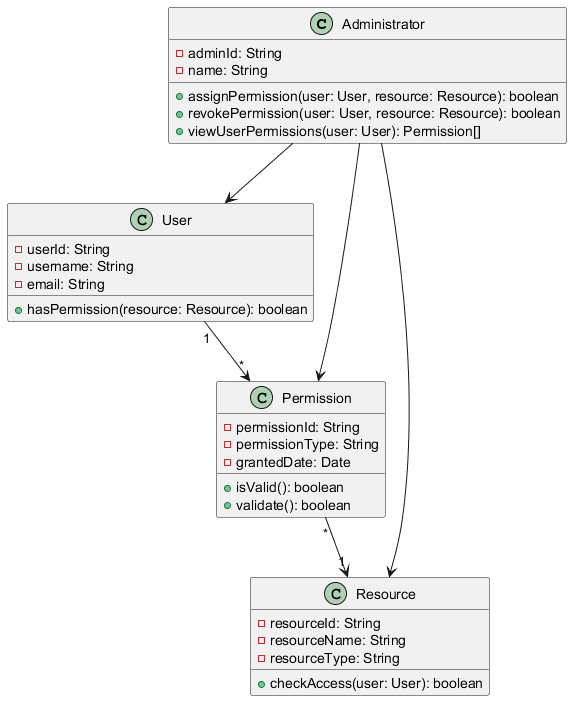 C Administrator
adminId: String
name: String
assignPermission(user: User, resource: Resource): boolean
revokePermission(user: User, resource: Resource): boolean
viewUserPermissions(user: User): Permission[]
C User
userId: String
username: String
email: String
hasPermission(resource: Resource): boolean
1
*
C Permission
permissionId: String
permissionType: String
grantedDate: Date
isValid(): boolean
validate(): boolean
*
1
C Resource
resourceId: String
resourceName: String
resourceType: String
checkAccess(user: User): boolean